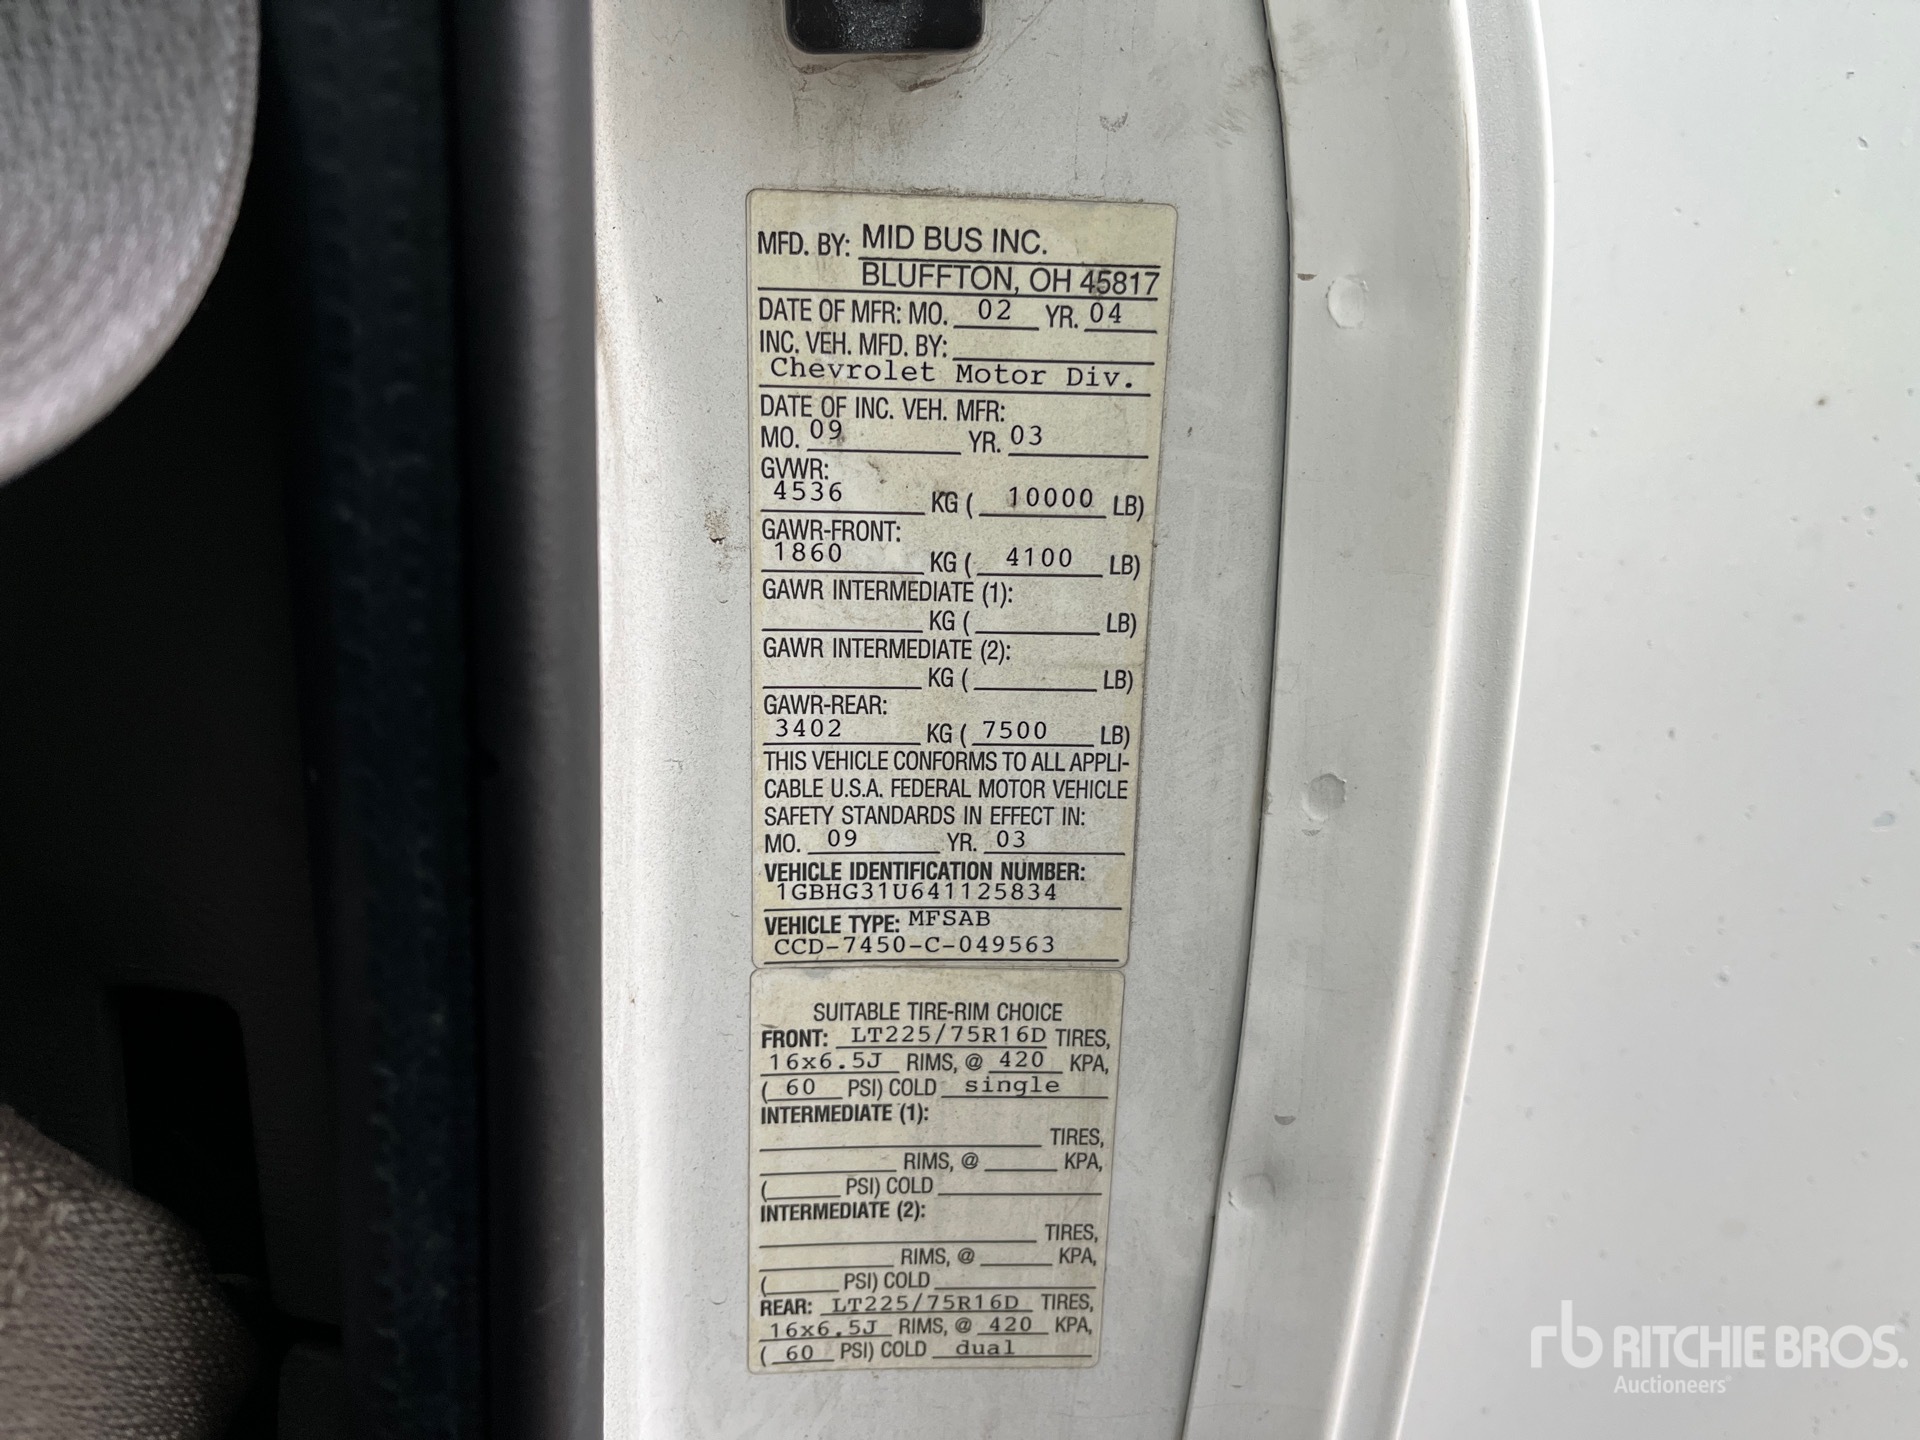 MFD. BY: MID BUS INC.
BLUFFTON, OH 45817
DATE OF MFR: MO. 02 YR. 04
INC. VEH. MFD. BY:
Chevrolet Motor Div.
DATE OF INC. VEH. MFR:
MO. 09 YR. 03
GVWR:
4536 KG ( 10000 LB)
GAWR-FRONT:
1860 KG ( 4100 LB)
GAWR INTERMEDIATE (1):
KG ( LB)
GAWR INTERMEDIATE (2):
KG ( LB)
GAWR-REAR:
3402 KG ( 7500 LB)
THIS VEHICLE CONFORMS TO ALL APPLI-
CABLE U.S.A. FEDERAL MOTOR VEHICLE
SAFETY STANDARDS IN EFFECT IN:
MO. 09 YR. 03
VEHICLE IDENTIFICATION NUMBER:
1GBHG31U641125834
VEHICLE TYPE: MFSAB
CCD-7450-C-049563
SUITABLE TIRE-RIM CHOICE
FRONT: LT225/75R16D TIRES,
16x6.5J RIMS, @ 420 KPA,
( 60 PSI) COLD single
INTERMEDIATE (1):
TIRES,
RIMS, @ KPA,
( PSI) COLD
INTERMEDIATE (2):
TIRES,
RIMS, @ KPA,
( PSI) COLD
REAR: LT225/75R16D TIRES,
16x6.5J RIMS, @ 420 KPA,
( 60 PSI) COLD dual
rb RITCHIE BROS.
Auctioneers